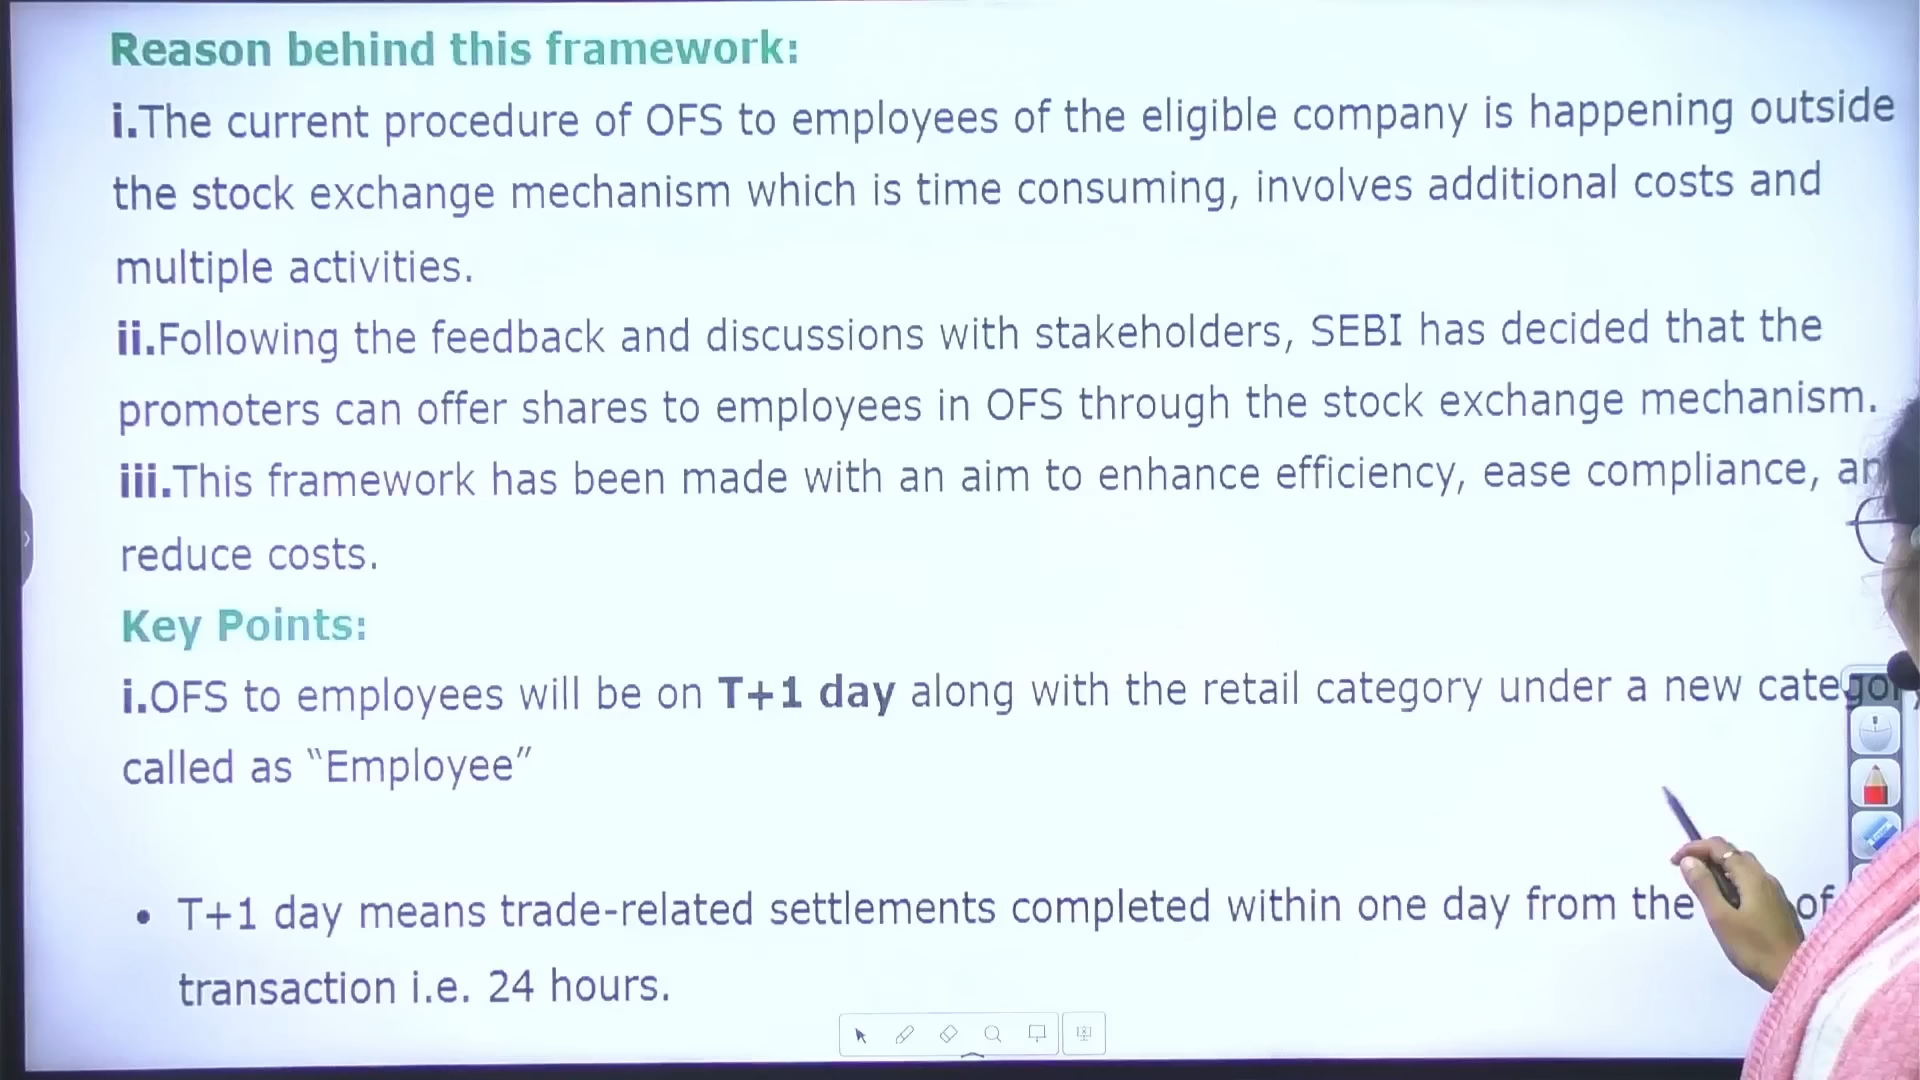 Reason behind this framework:
i.The current procedure of OFS to employees of the eligible company is happening outside
the stock exchange mechanism which is time consuming, involves additional costs and
multiple activities.
ii.Following the feedback and discussions with stakeholders, SEBI has decided that the
promoters can offer shares to employees in OFS through the stock exchange mechanism.
iii.This framework has been made with an aim to enhance efficiency, ease compliance,
reduce costs.
Key Points:
i.OFS to employees will be on T+1 day along with the retail category under a new
called as “Employee”
• T+1 day means trade-related settlements completed within one day from the of
transaction i.e. 24 hours.